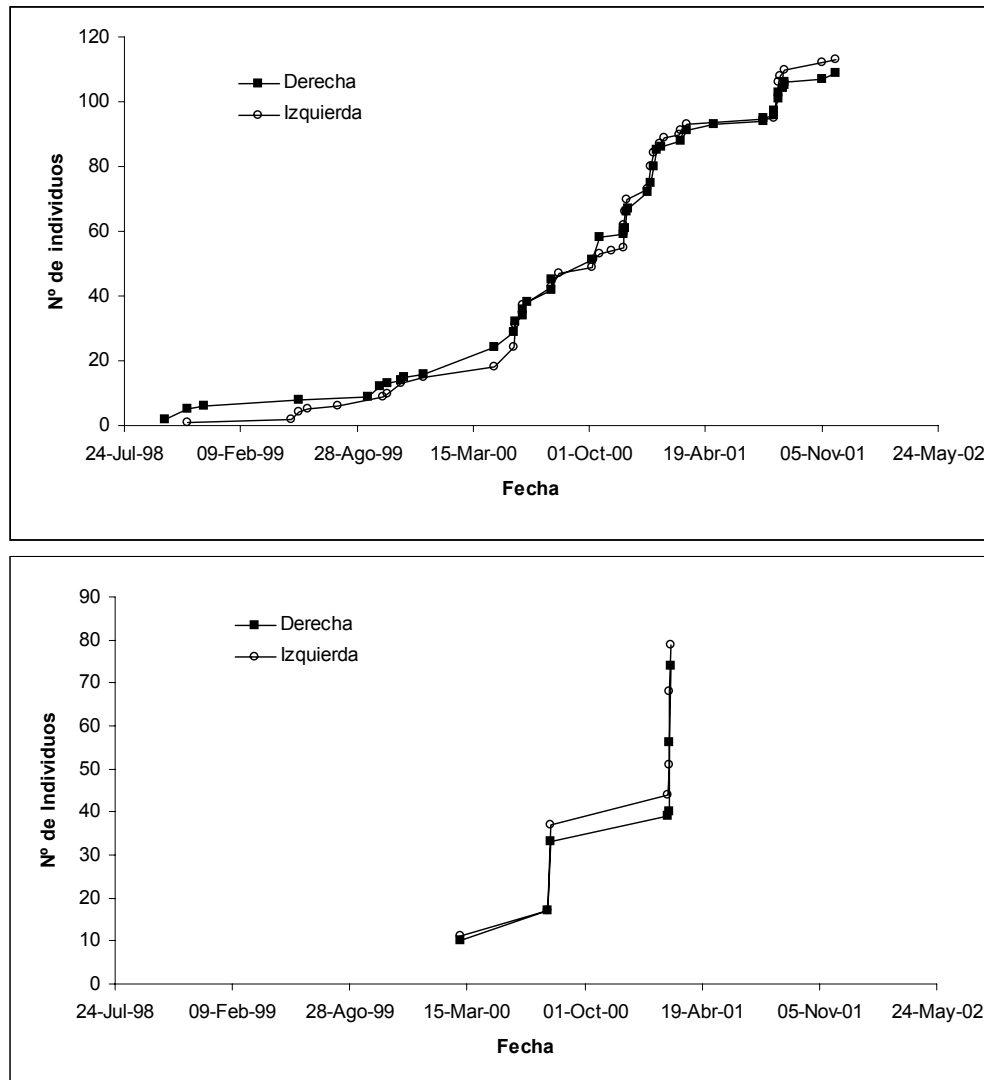 120
100
80
60
40
20
0
Nº de individuos
Derecha
Izquierda
24-Jul-98 09-Feb-99 28-Ago-99 15-Mar-00 01-Oct-00 19-Abr-01 05-Nov-01 24-May-02
Fecha
90
80
70
60
50
40
30
20
10
0
Nº de Individuos
Derecha
Izquierda
24-Jul-98 09-Feb-99 28-Ago-99 15-Mar-00 01-Oct-00 19-Abr-01 05-Nov-01 24-May-02
Fecha